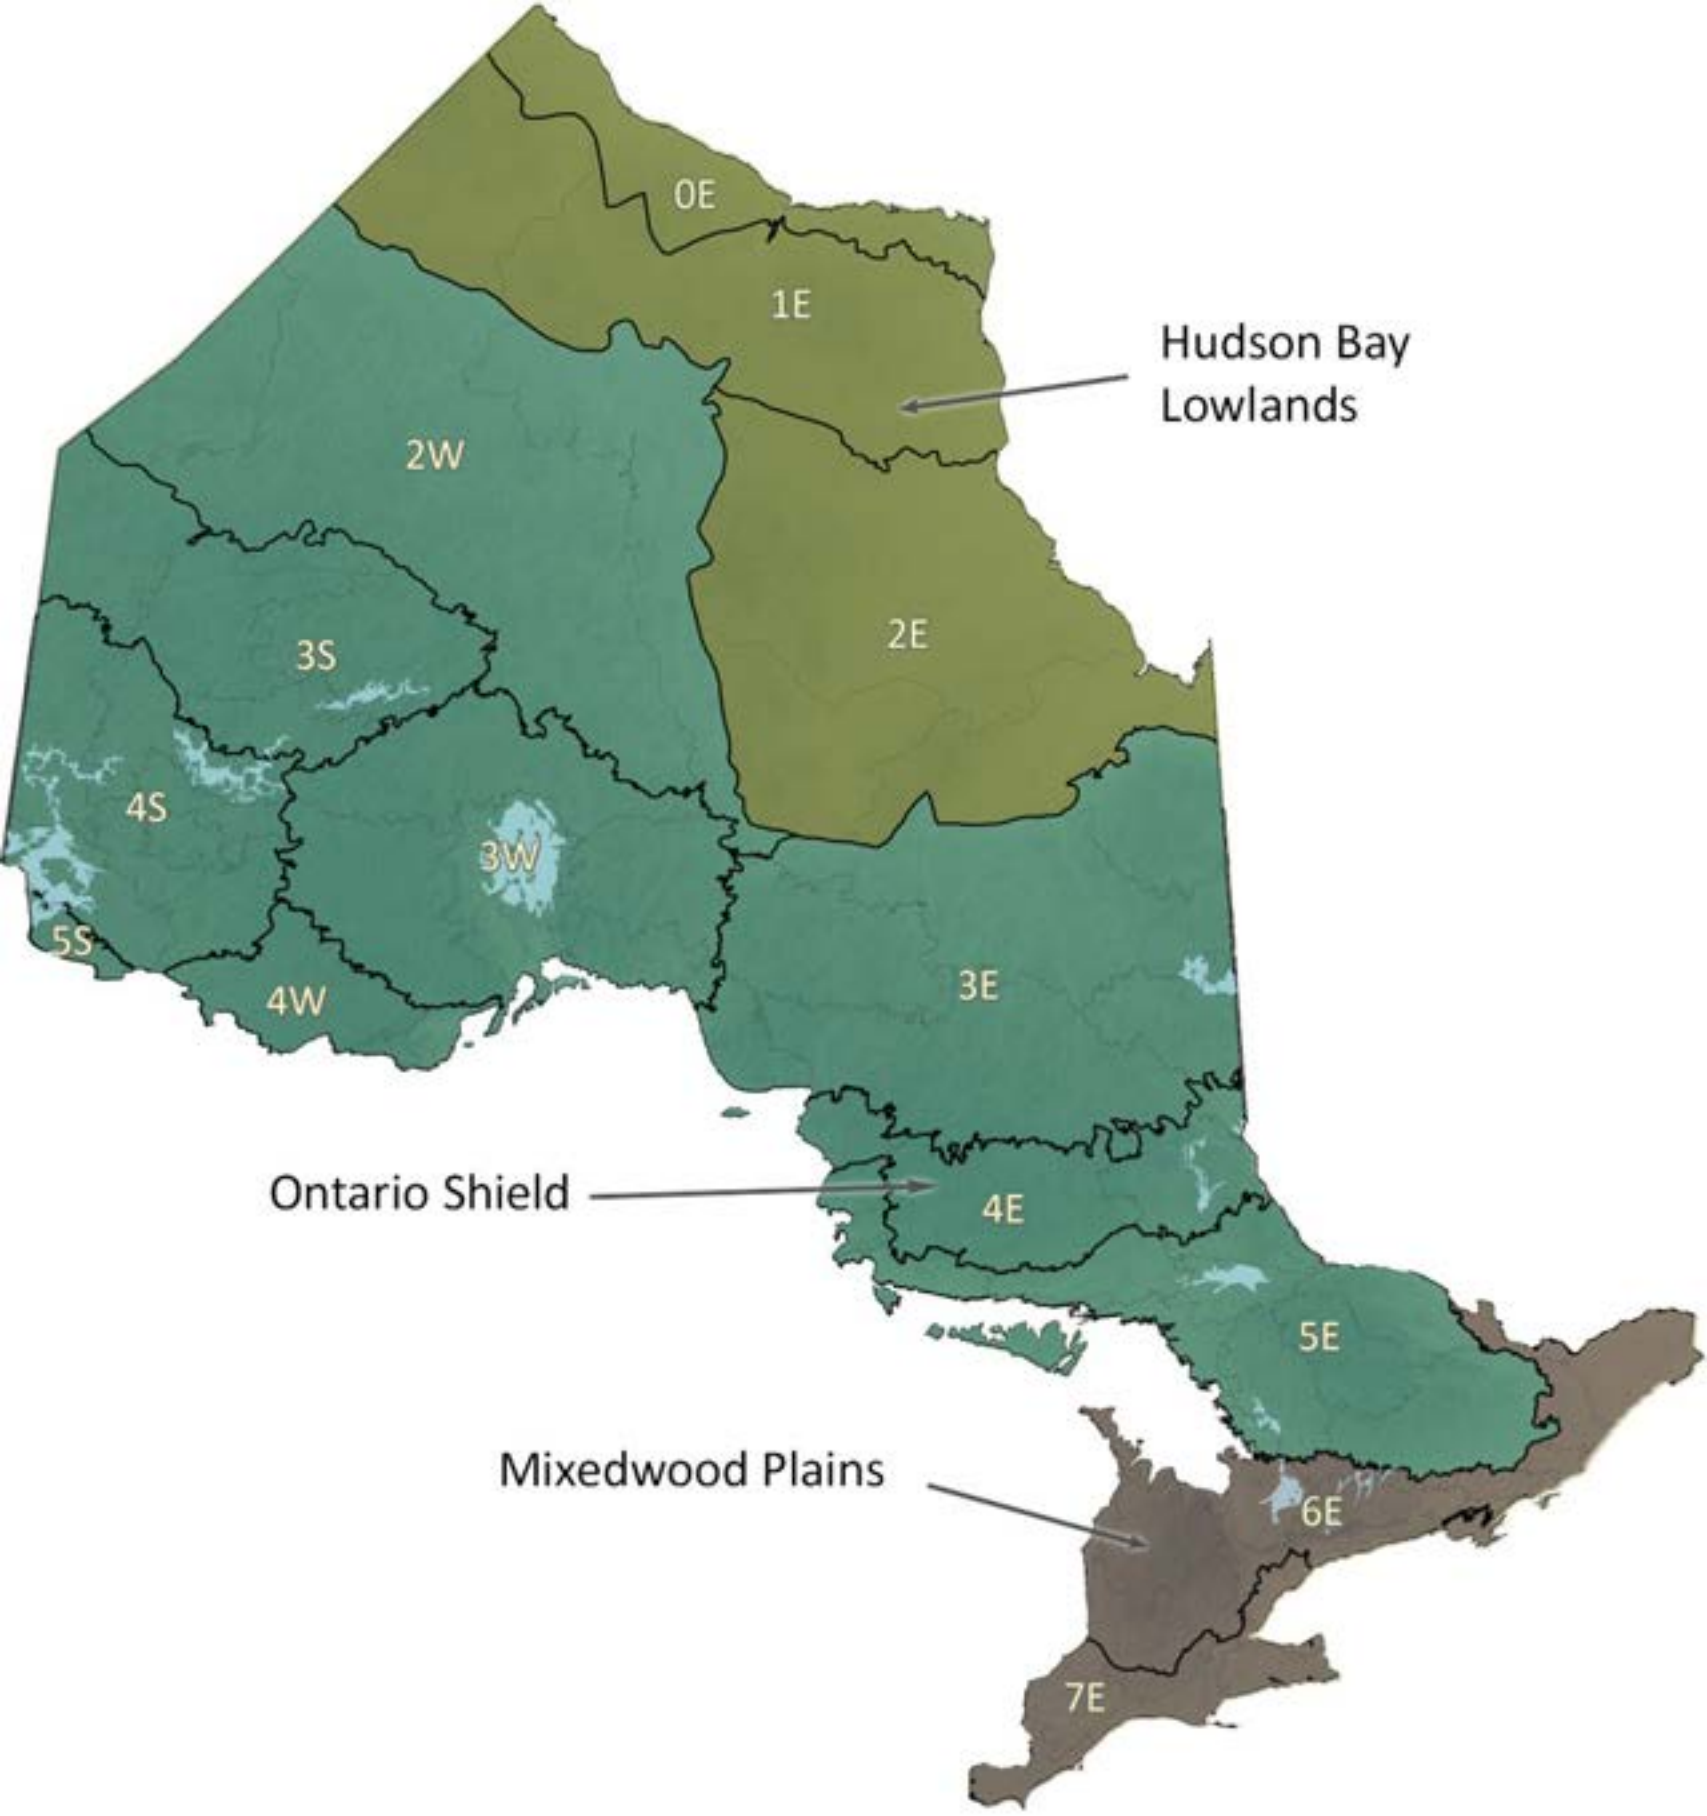 0E
1E
Hudson Bay
Lowlands
2W
2E
3S
4S
3W
5S
4W
3E
Ontario Shield
4E
5E
Mixedwood Plains
6E
7E